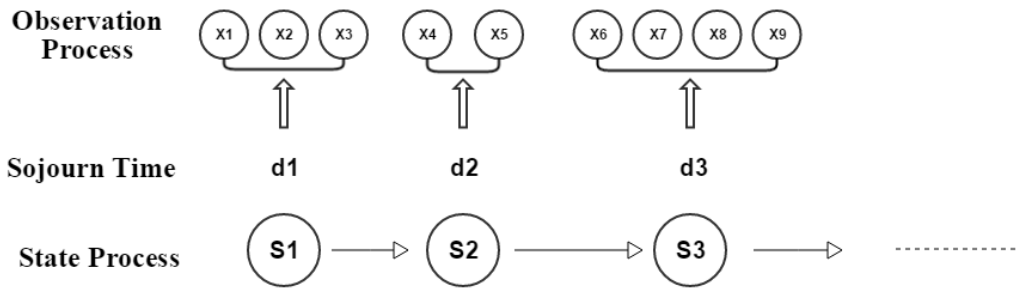 Observation
Process
X1 X2 X3 X4 X5 X6 X7 X8 X9
Sojourn Time d1 d2 d3
State Process S1 S2 S3